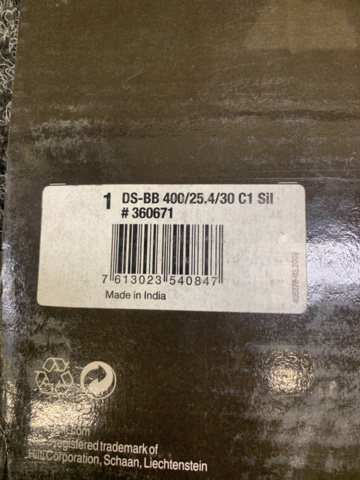 1 DS-BB 400/25.4/30 C1 Sil
# 360671
7 613023 540847
Made in India
registered trademark of
Hilti Corporation, Schaan, Liechtenstein